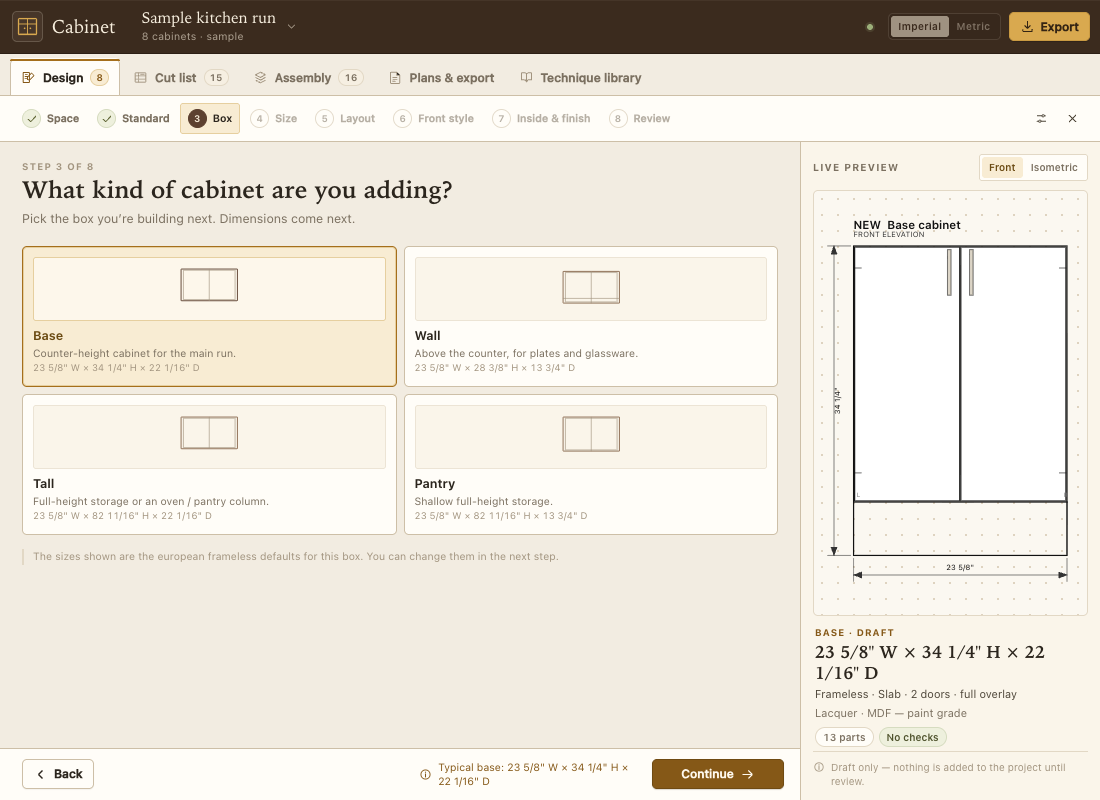 Cabinet
Sample kitchen run
8 cabinets · sample
Imperial
Metric
Export
Design 8
Cut list 15
Assembly 16
Plans & export
Technique library
Space
Standard
3 Box
4 Size
5 Layout
6 Front style
7 Inside & finish
8 Review
STEP 3 OF 8
What kind of cabinet are you adding?
Pick the box you're building next. Dimensions come next.
Base
Counter-height cabinet for the main run.
23 5/8" W × 34 1/4" H × 22 1/16" D
Wall
Above the counter, for plates and glassware.
23 5/8" W × 28 3/8" H × 13 3/4" D
Tall
Full-height storage or an oven / pantry column.
23 5/8" W × 82 11/16" H × 22 1/16" D
Pantry
Shallow full-height storage.
23 5/8" W × 82 11/16" H × 13 3/4" D
The sizes shown are the european frameless defaults for this box. You can change them in the next step.
Back
Typical base: 23 5/8" W × 34 1/4" H ×
22 1/16" D
Continue
LIVE PREVIEW
Front
Isometric
NEW Base cabinet
FRONT ELEVATION
34 1/4"
23 5/8"
BASE · DRAFT
23 5/8" W × 34 1/4" H × 22
1/16" D
Frameless · Slab · 2 doors · full overlay
Lacquer · MDF — paint grade
13 parts
No checks
Draft only — nothing is added to the project until
review.